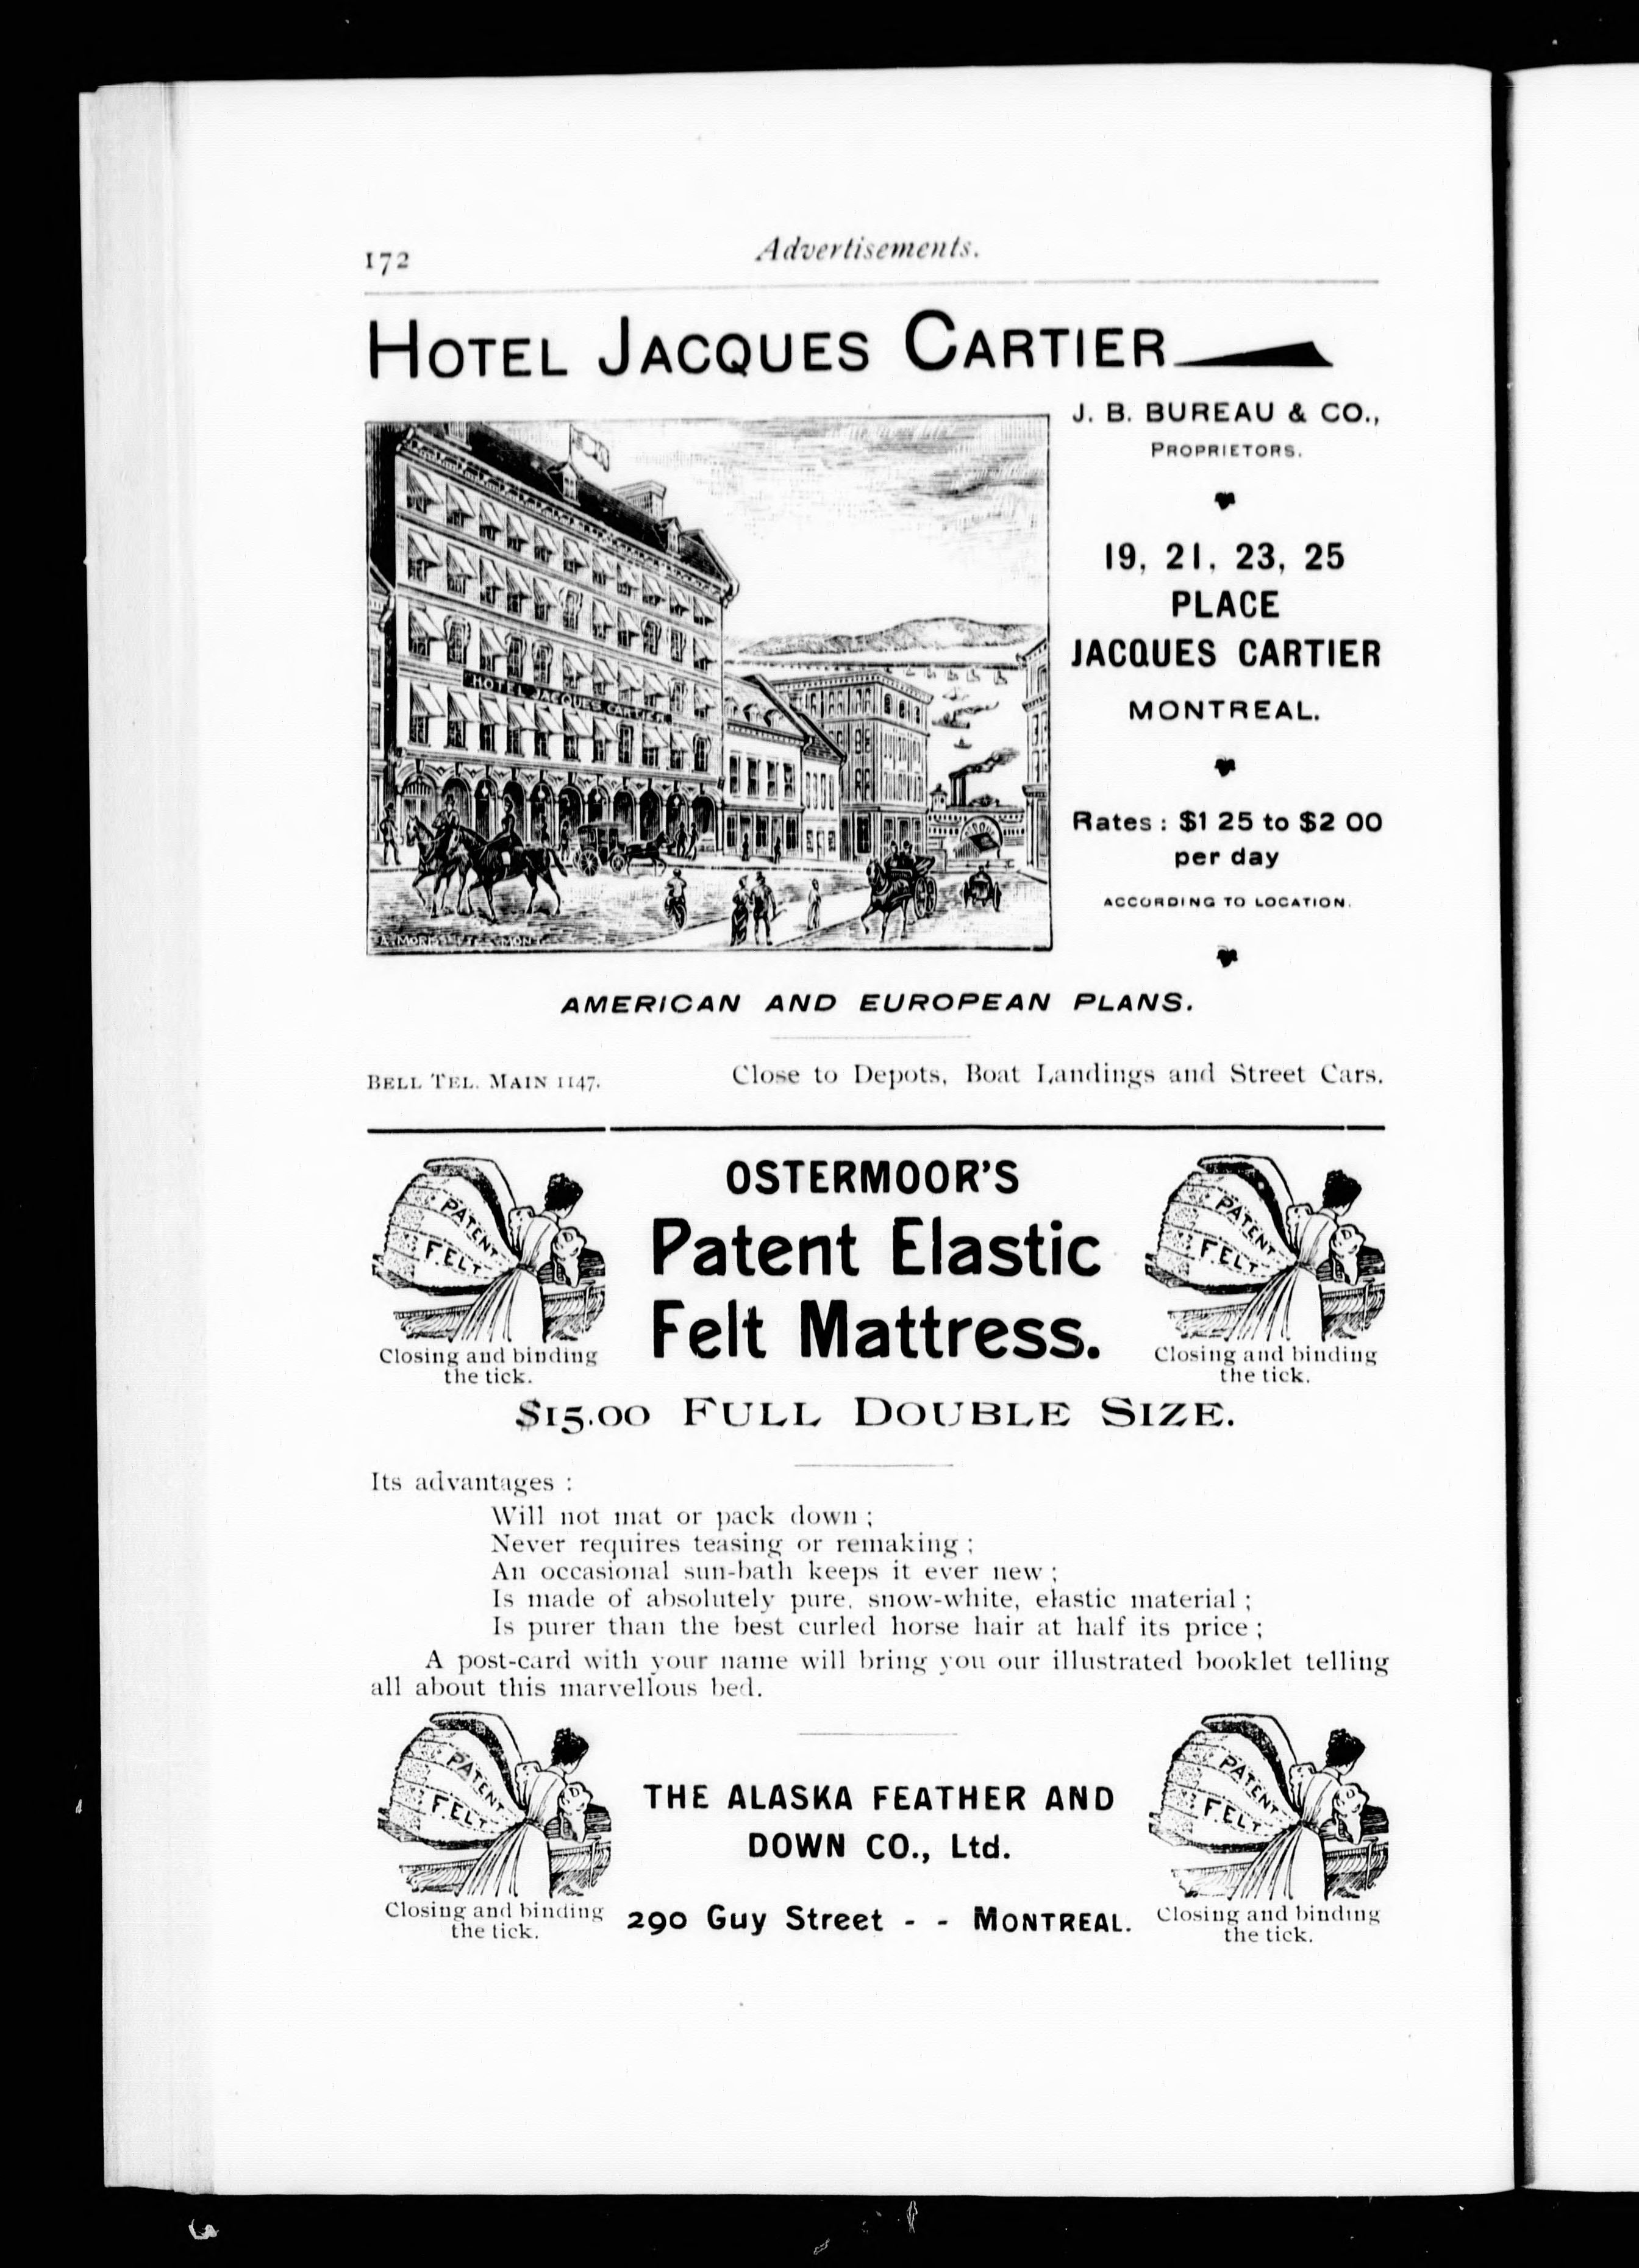 172
Advertisements.
HOTEL JACQUES CARTIER
J. B. BUREAU & CO.,
PROPRIETORS.
19, 21, 23, 25
PLACE
JACQUES CARTIER
MONTREAL.
Rates : $1 25 to $2 00
per day
ACCORDING TO LOCATION.
HOTEL JACQUES CARTIER
AMERICAN AND EUROPEAN PLANS.
BELL TEL. MAIN 1147.
Close to Depots, Boat Landings and Street Cars.
PATENT
FELT
Closing and binding
the tick.
OSTERMOOR'S
Patent Elastic
Felt Mattress.
PATENT
FELT
Closing and binding
the tick.
$15.00 FULL DOUBLE SIZE.
Its advantages :
Will not mat or pack down ;
Never requires teasing or remaking ;
An occasional sun-bath keeps it ever new ;
Is made of absolutely pure, snow-white, elastic material ;
Is purer than the best curled horse hair at half its price ;
A post-card with your name will bring you our illustrated booklet telling
all about this marvellous bed.
PATENT
FELT
Closing and binding
the tick.
THE ALASKA FEATHER AND
DOWN CO., Ltd.
290 Guy Street - - MONTREAL.
PATENT
FELT
Closing and binding
the tick.